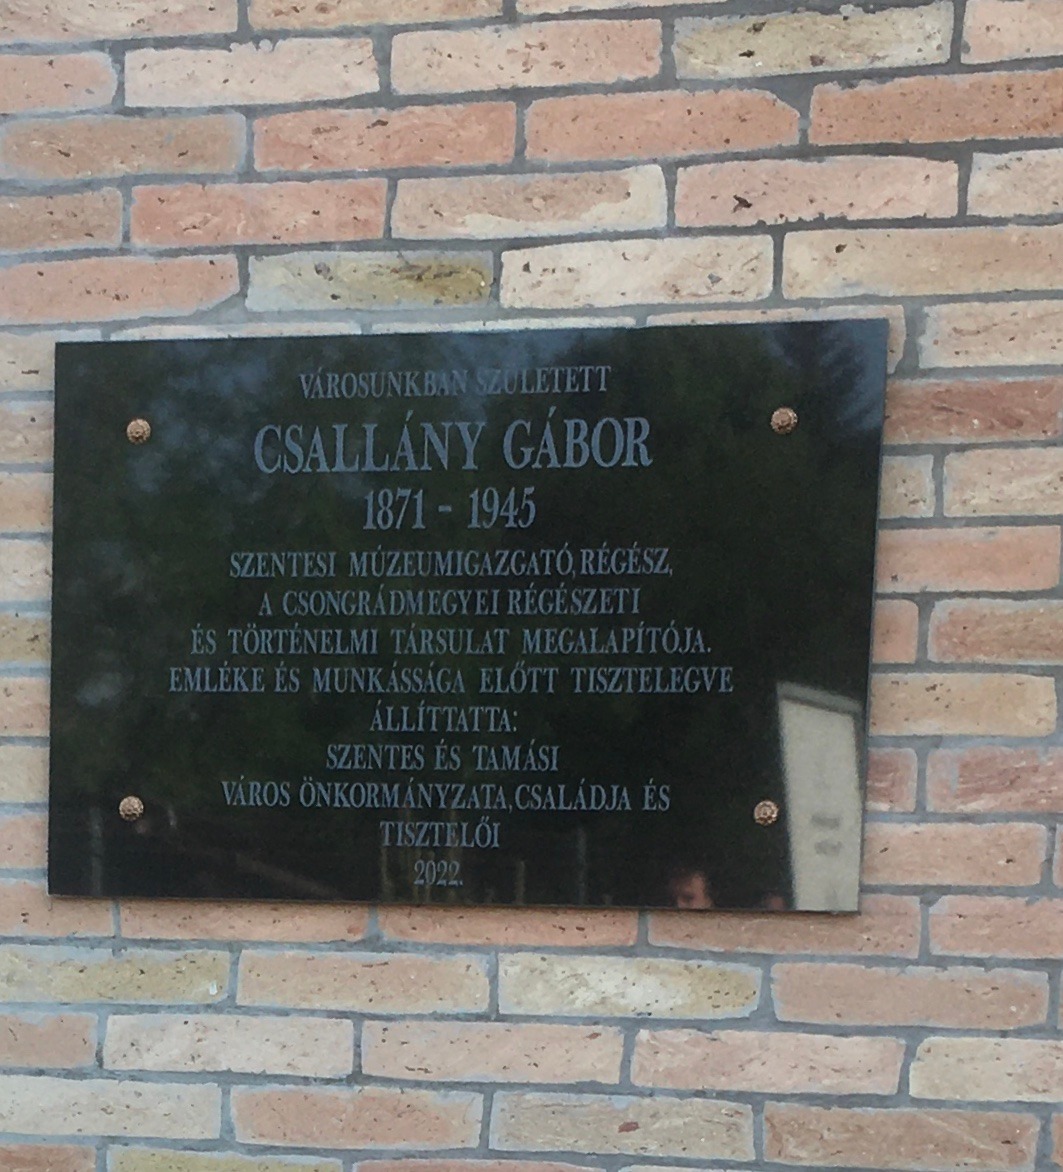 VÁROSUNKBAN SZÜLETETT
CSALLÁNY GÁBOR
1871 - 1945
SZENTESI MÚZEUMIGAZGATÓ, RÉGÉSZ,
A CSONGRÁDMEGYEI RÉGÉSZETI
ÉS TÖRTÉNELMI TÁRSULAT MEGALAPÍTÓJA.
EMLÉKE ÉS MUNKÁSSÁGA ELŐTT TISZTELEGVE
ÁLLÍTTATTA:
SZENTES ÉS TAMÁSI
VÁROS ÖNKORMÁNYZATA, CSALÁDJA ÉS
TISZTELŐI
2022.